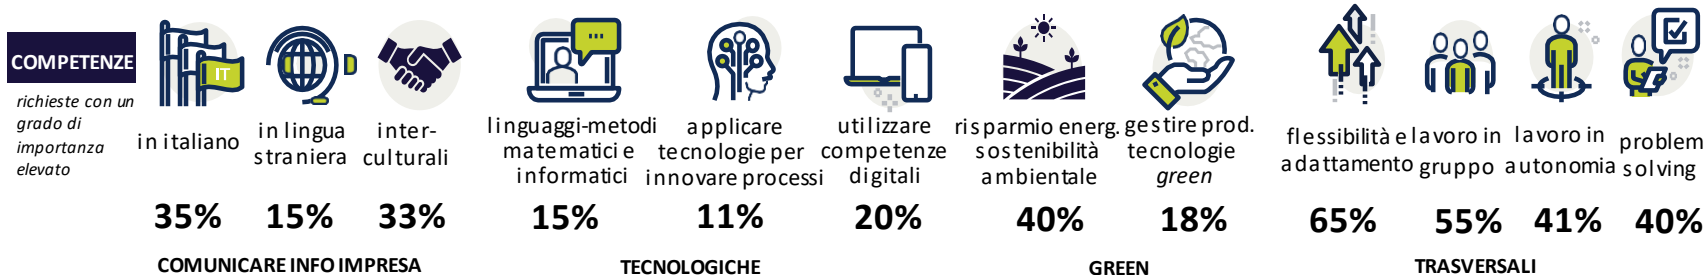 COMPETENZE
richieste con un
grado di
importanza
elevato
IT
in italiano
35%
in lingua
straniera
15%
inter-
culturali
33%
COMUNICARE INFO IMPRESA
linguaggi-metodi
matematici e
informatici
15%
applicare
tecnologie per
innovare processi
11%
utilizzare
competenze
digitali
20%
TECNOLOGICHE
risparmio energ.
sostenibilità
ambientale
40%
gestire prod.
tecnologie
green
18%
GREEN
flessibilità e
adattamento
65%
lavoro in
gruppo
55%
lavoro in
autonomia
41%
problem
solving
40%
TRASVERSALI